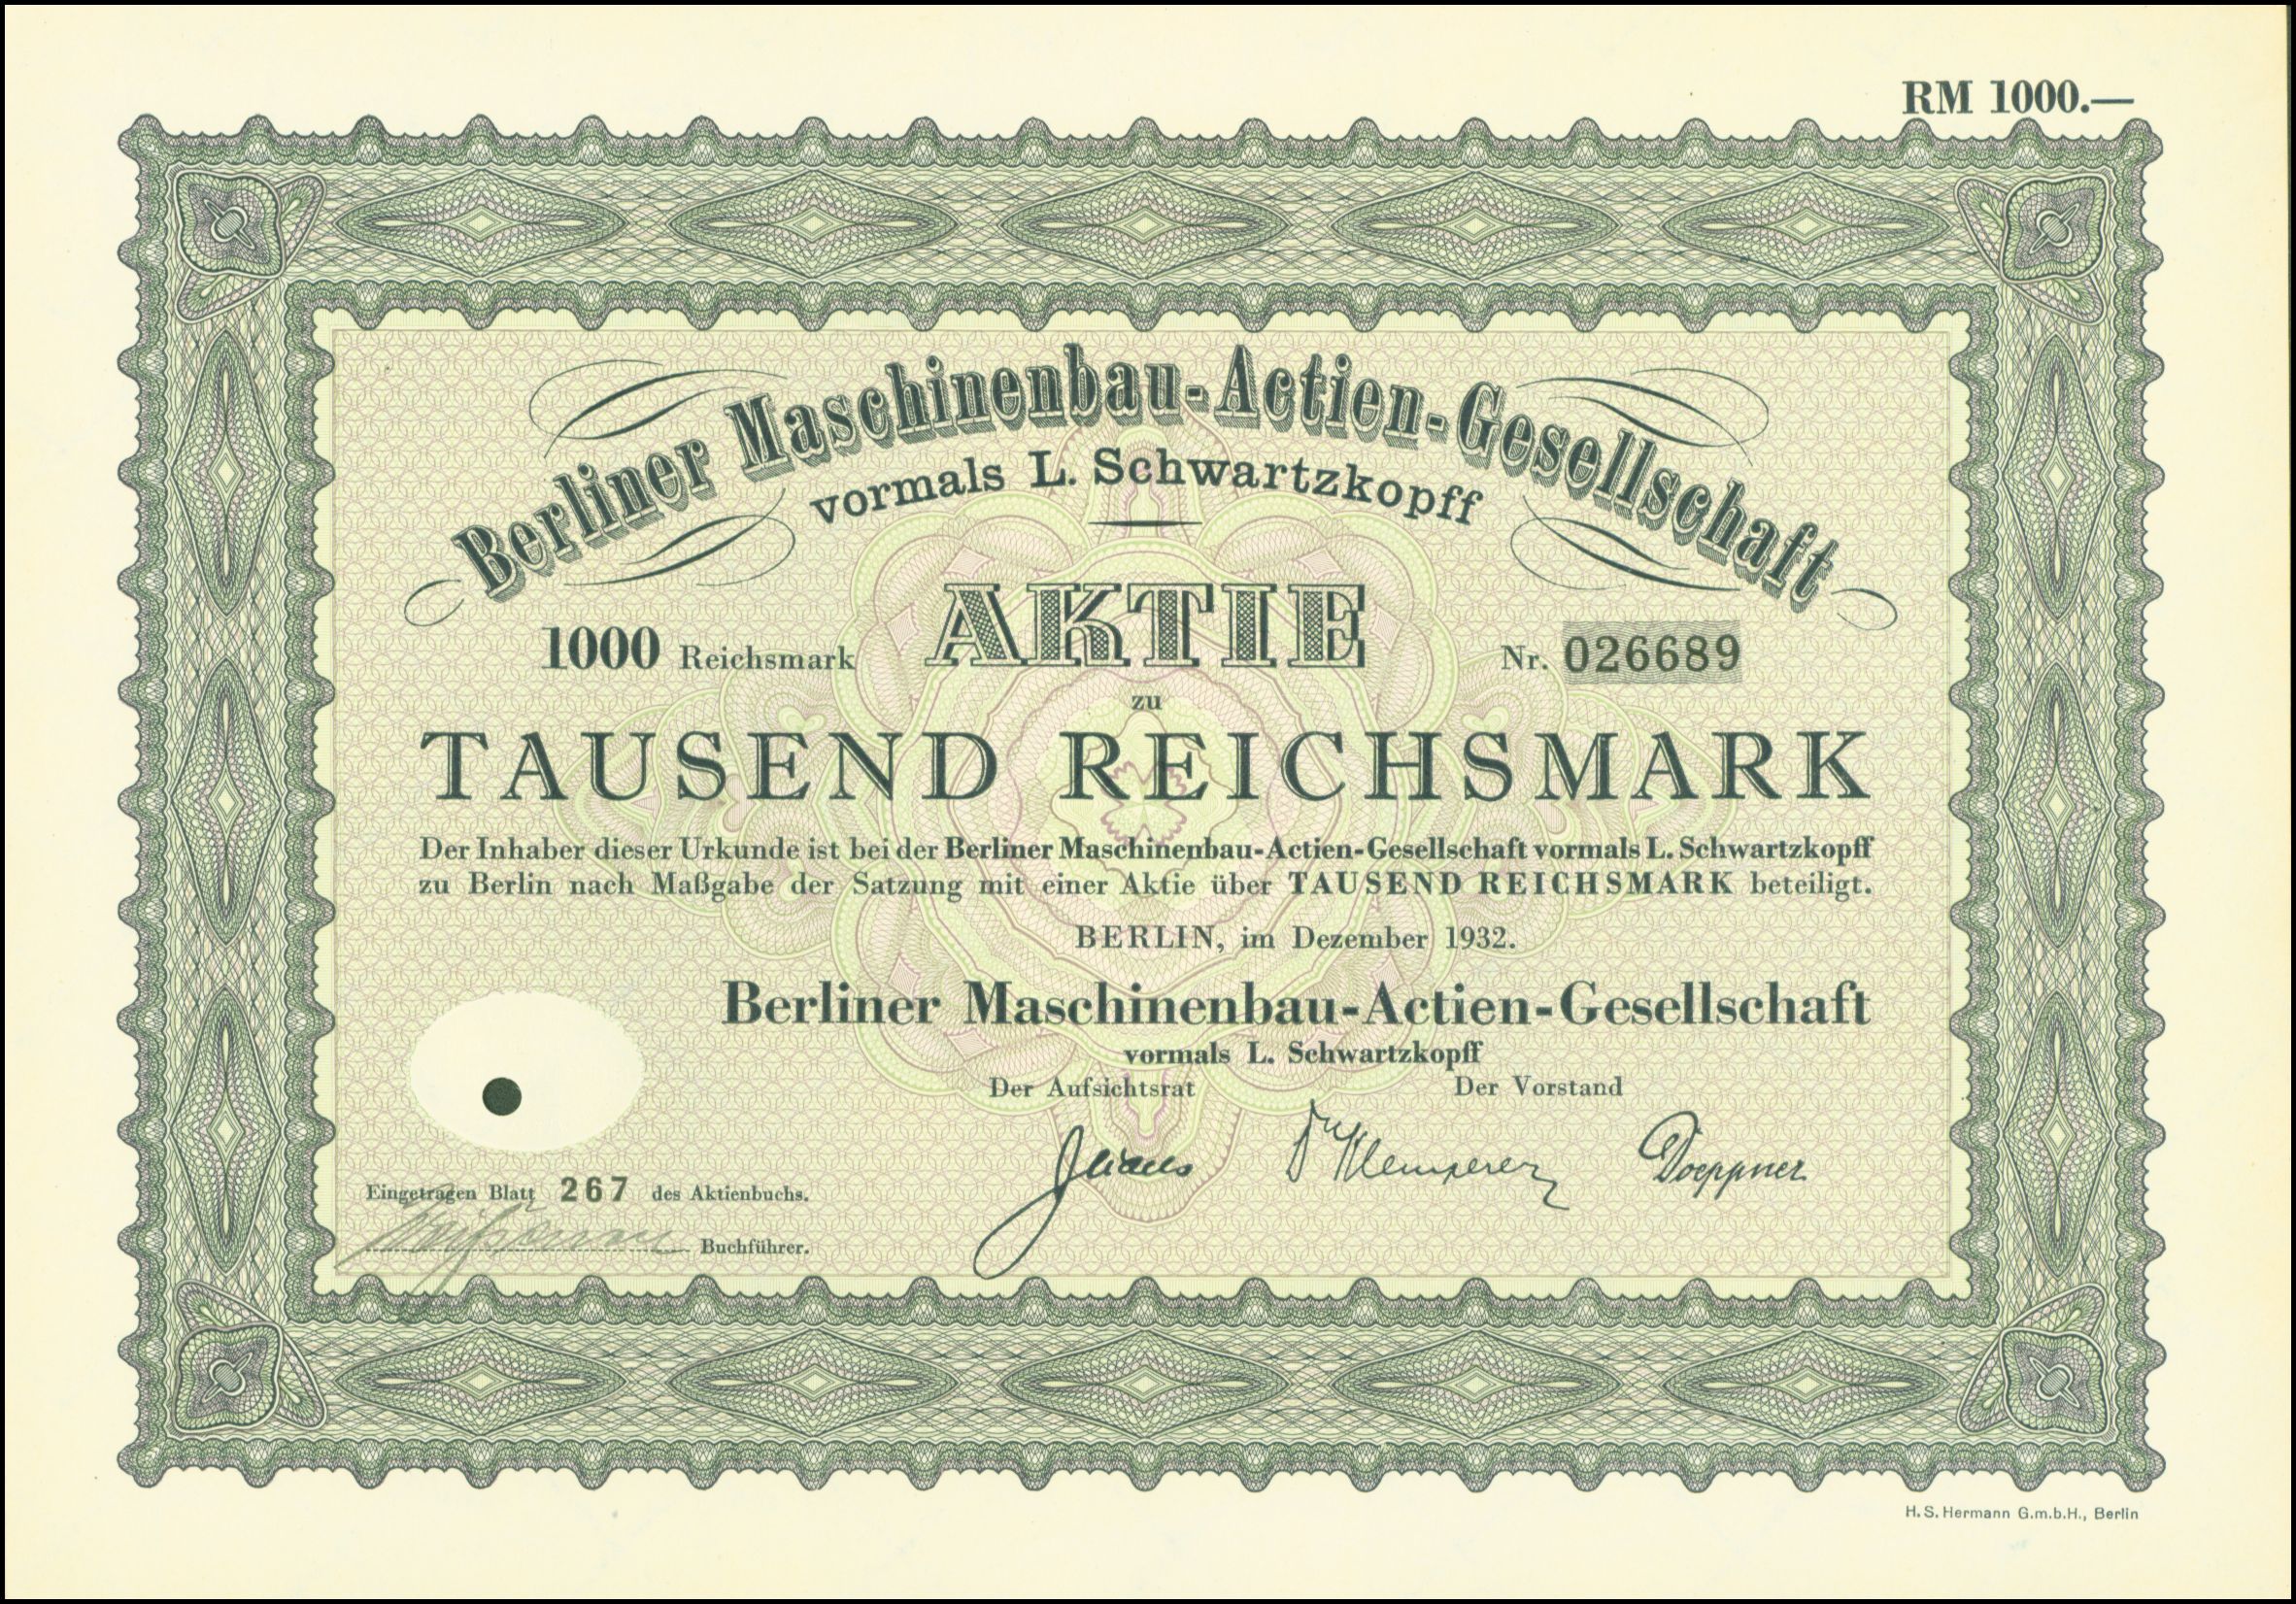 RM 1000.—
Berliner Maschinenbau-Actien-Gesellschaft
vormals L. Schwartzkopff
1000 Reichsmark AKTIE Nr. 026689
zu
TAUSEND REICHSMARK
Der Inhaber dieser Urkunde ist bei der Berliner Maschinenbau-Actien-Gesellschaft vormals L. Schwartzkopff
zu Berlin nach Maßgabe der Satzung mit einer Aktie über TAUSEND REICHSMARK beteiligt.
BERLIN, im Dezember 1932.
Berliner Maschinenbau-Actien-Gesellschaft
vormals L. Schwartzkopff
Der Aufsichtsrat Der Vorstand
Dr Klemperer Doeppner
Eingetragen Blatt 267 des Aktienbuchs.
Buchführer.
H. S. Hermann G.m.b.H., Berlin